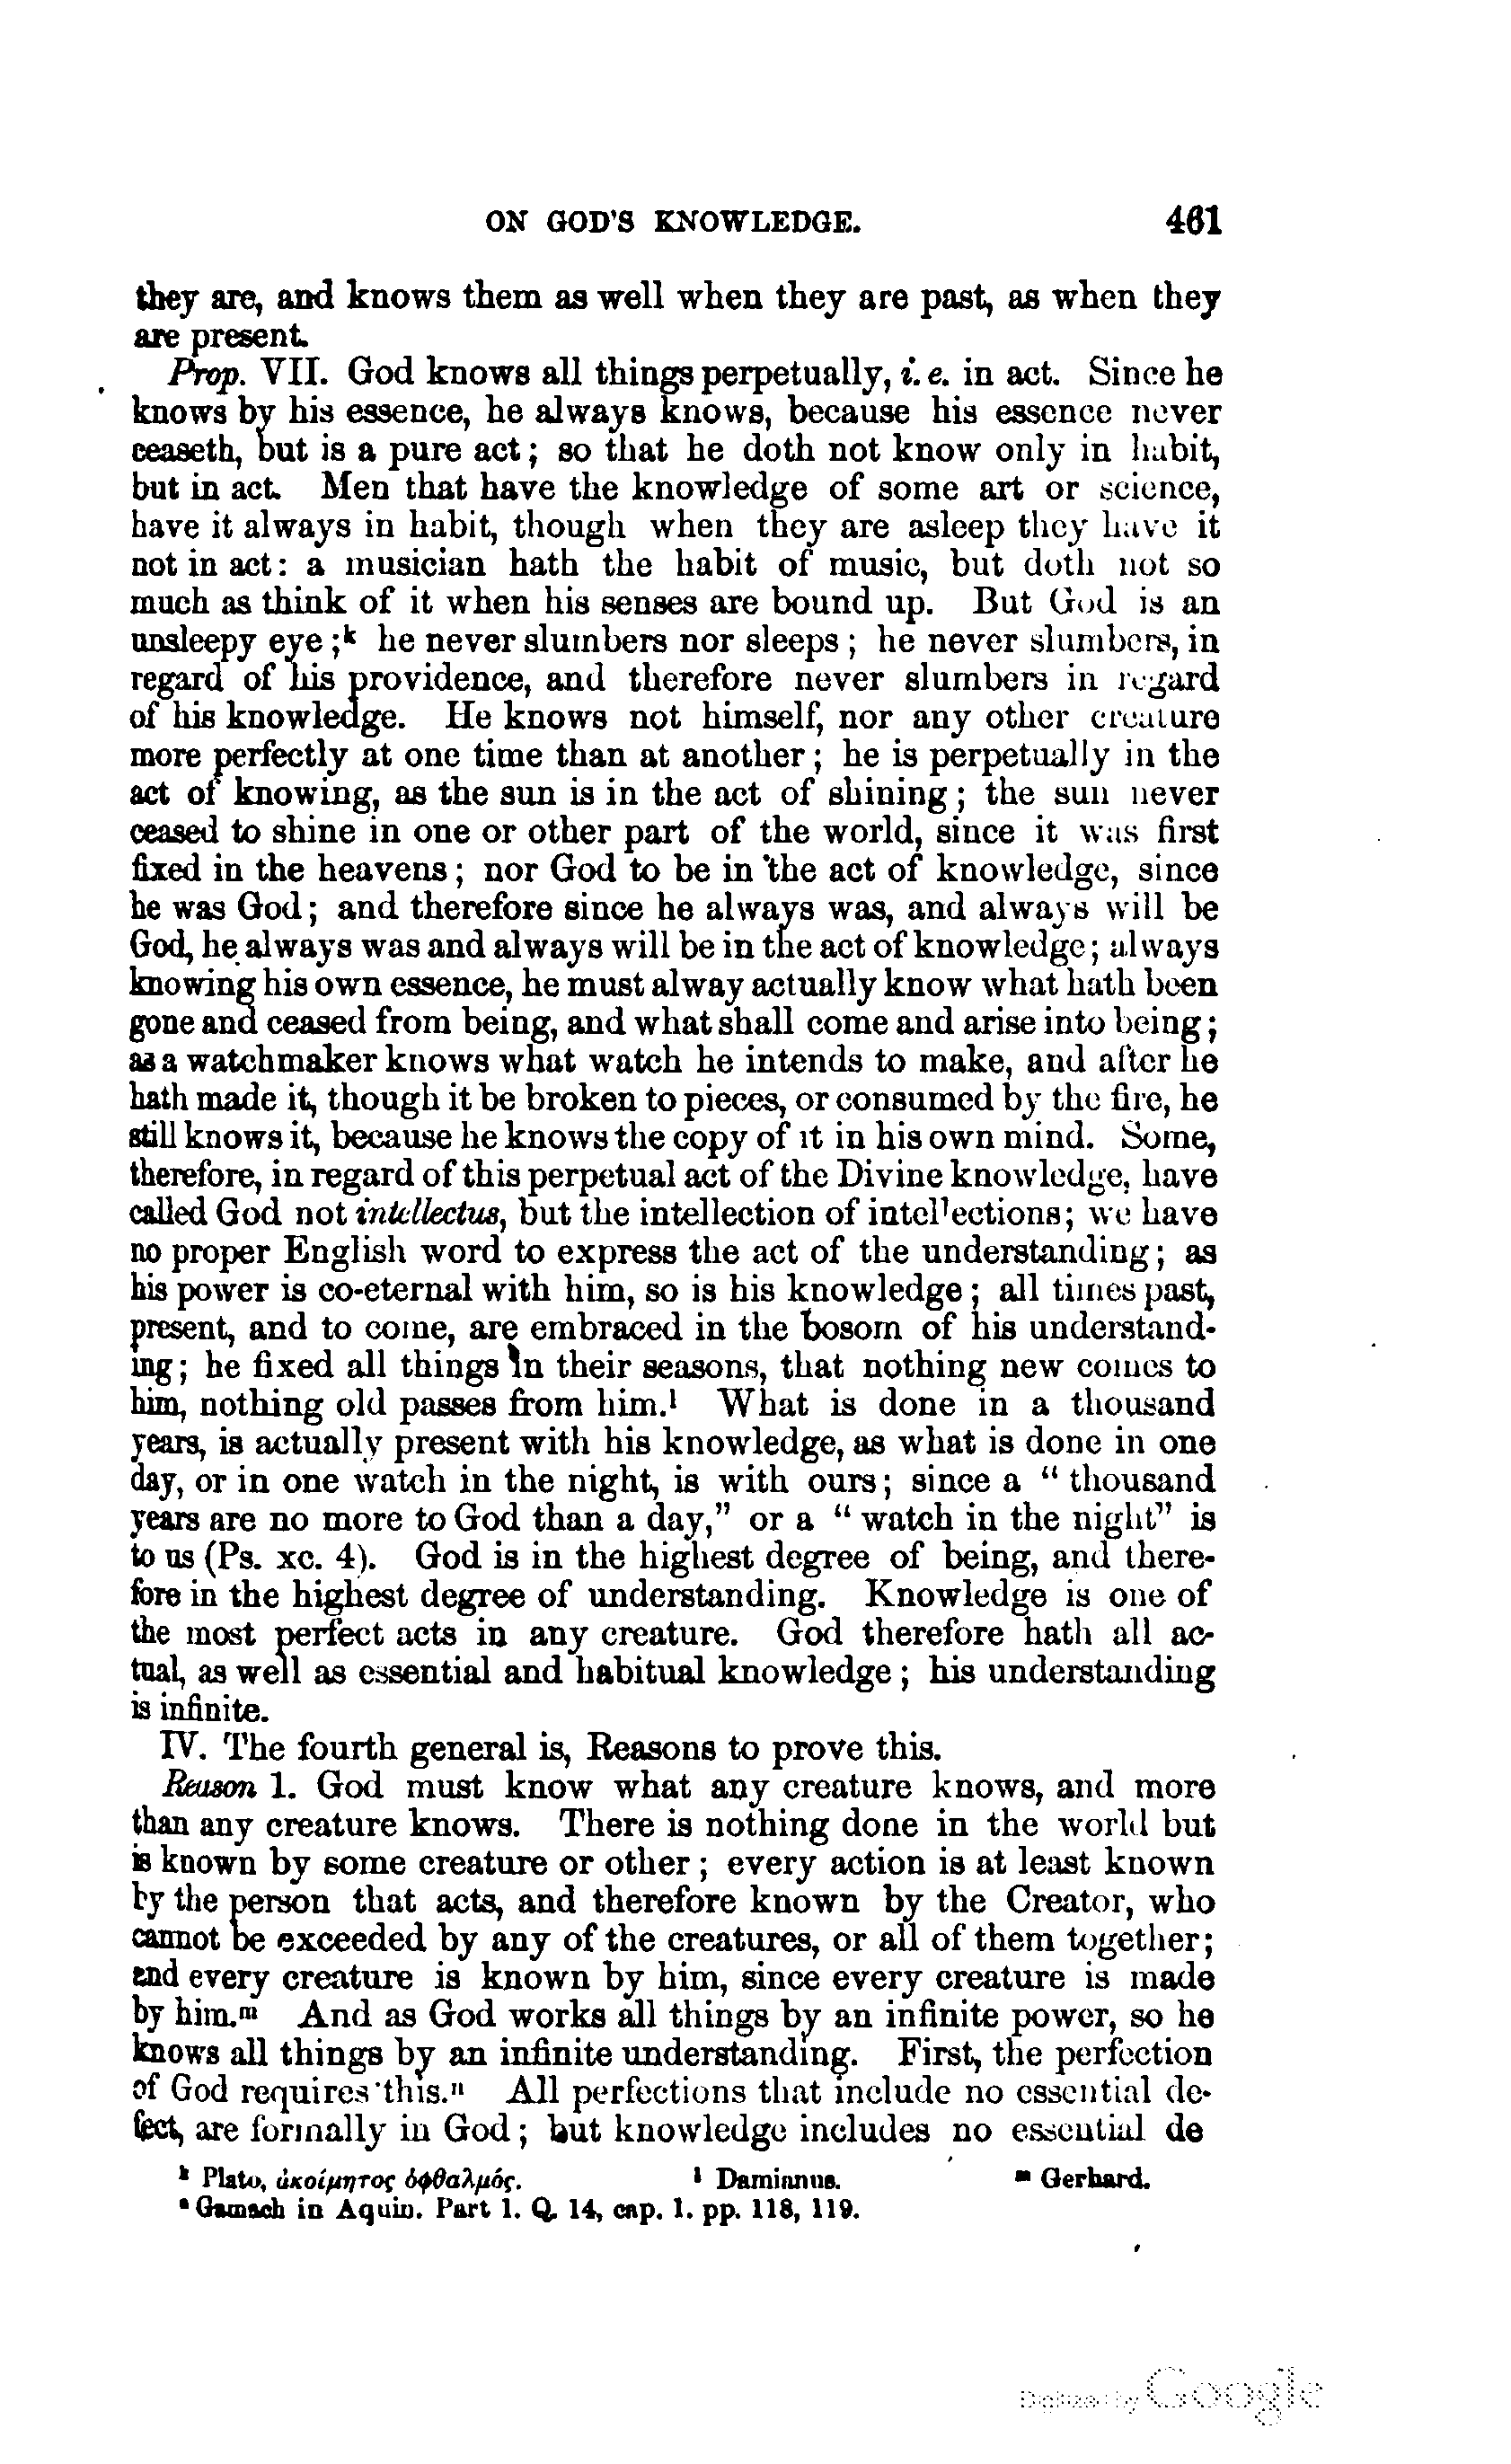 ON GOD'S KNOWLEDGE. 461
they are, and knows them as well when they are past, as when they
are present.
Prop. VII. God knows all things perpetually, i. e. in act. Since he
knows by his essence, he always knows, because his essence never
ceaseth, but is a pure act; so that he doth not know only in habit,
but in act. Men that have the knowledge of some art or science,
have it always in habit, though when they are asleep they have it
not in act: a musician hath the habit of music, but doth not so
much as think of it when his senses are bound up. But God is an
unsleepy eye;k he never slumbers nor sleeps; he never slumbers, in
regard of his providence, and therefore never slumbers in regard
of his knowledge. He knows not himself, nor any other creature
more perfectly at one time than at another; he is perpetually in the
act of knowing, as the sun is in the act of shining; the sun never
ceased to shine in one or other part of the world, since it was first
fixed in the heavens; nor God to be in the act of knowledge, since
he was God; and therefore since he always was, and always will be
God, he always was and always will be in the act of knowledge; always
knowing his own essence, he must alway actually know what hath been
gone and ceased from being, and what shall come and arise into being;
as a watchmaker knows what watch he intends to make, and after he
hath made it, though it be broken to pieces, or consumed by the fire, he
still knows it, because he knows the copy of it in his own mind. Some,
therefore, in regard of this perpetual act of the Divine knowledge, have
called God not intellectus, but the intellection of intellections; we have
no proper English word to express the act of the understanding; as
his power is co-eternal with him, so is his knowledge; all times past,
present, and to come, are embraced in the bosom of his understand-
ing; he fixed all things in their seasons, that nothing new comes to
him, nothing old passes from him.l What is done in a thousand
years, is actually present with his knowledge, as what is done in one
day, or in one watch in the night, is with ours; since a "thousand
years are no more to God than a day," or a "watch in the night" is
to us (Ps. xc. 4). God is in the highest degree of being, and there-
fore in the highest degree of understanding. Knowledge is one of
the most perfect acts in any creature. God therefore hath all ac-
tual, as well as essential and habitual knowledge; his understanding
is infinite.
IV. The fourth general is, Reasons to prove this.
Reason 1. God must know what any creature knows, and more
than any creature knows. There is nothing done in the world but
is known by some creature or other; every action is at least known
by the person that acts, and therefore known by the Creator, who
cannot be exceeded by any of the creatures, or all of them together;
and every creature is known by him, since every creature is made
by him.m And as God works all things by an infinite power, so he
knows all things by an infinite understanding. First, the perfection
of God requires this.n All perfections that include no essential de-
fect, are formally in God; but knowledge includes no essential de
k Plato, ἀκοίμητος ὀφθαλμός. l Damianus. m Gerhard.
n Gamach in Aquin. Part 1. Q. 14, cap. 1. pp. 118, 119.
Digitized by Google